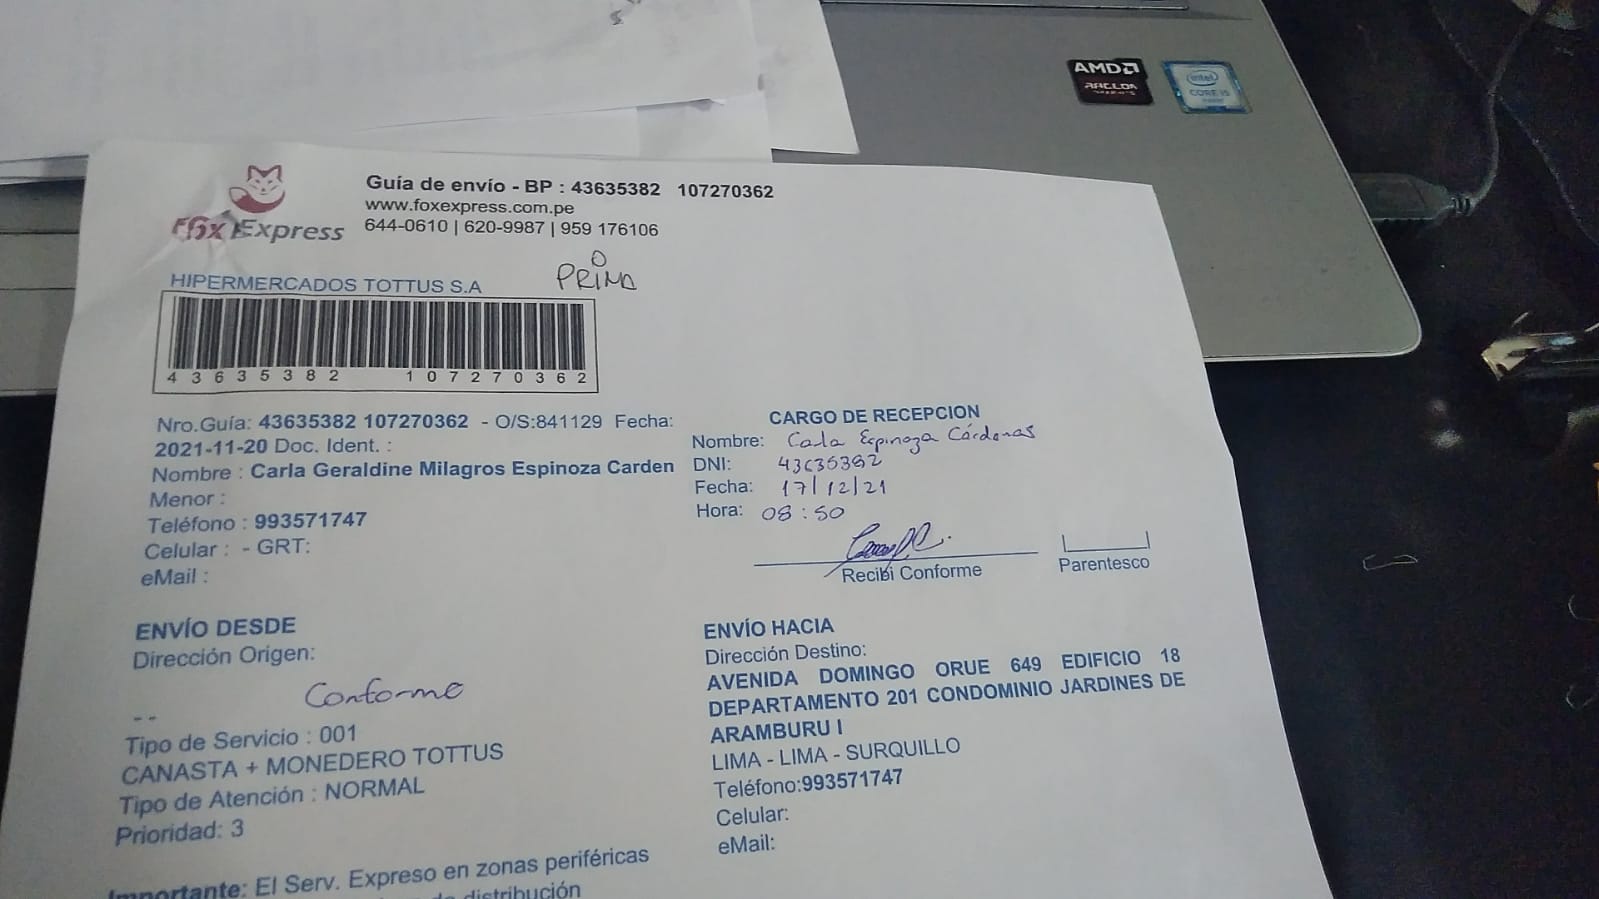 AMD
intel
CORE i5
Guía de envío - BP : 43635382 107270362
www.foxexpress.com.pe
644-0610 | 620-9987 | 959 176106
fox Express
HIPERMERCADOS TOTTUS S.A
O
PRIMA
43635382 107270362
Nro.Guía: 43635382 107270362 - O/S:841129 Fecha:
2021-11-20 Doc. Ident. :
Nombre : Carla Geraldine Milagros Espinoza Carden
Menor :
Teléfono : 993571747
Celular : - GRT:
eMail :
CARGO DE RECEPCION
Nombre: Carla Espinoza Cárdenas
DNI: 43635382
Fecha: 17/12/21
Hora: 08:50
Recibi Conforme
Parentesco
ENVÍO DESDE
Dirección Origen:
Conforme
- -
Tipo de Servicio : 001
CANASTA + MONEDERO TOTTUS
Tipo de Atención : NORMAL
Prioridad: 3
ENVÍO HACIA
Dirección Destino:
AVENIDA DOMINGO ORUE 649 EDIFICIO 18
DEPARTAMENTO 201 CONDOMINIO JARDINES DE
ARAMBURU I
LIMA - LIMA - SURQUILLO
Teléfono:993571747
Celular:
eMail:
Importante: El Serv. Expreso en zonas periféricas
distribución